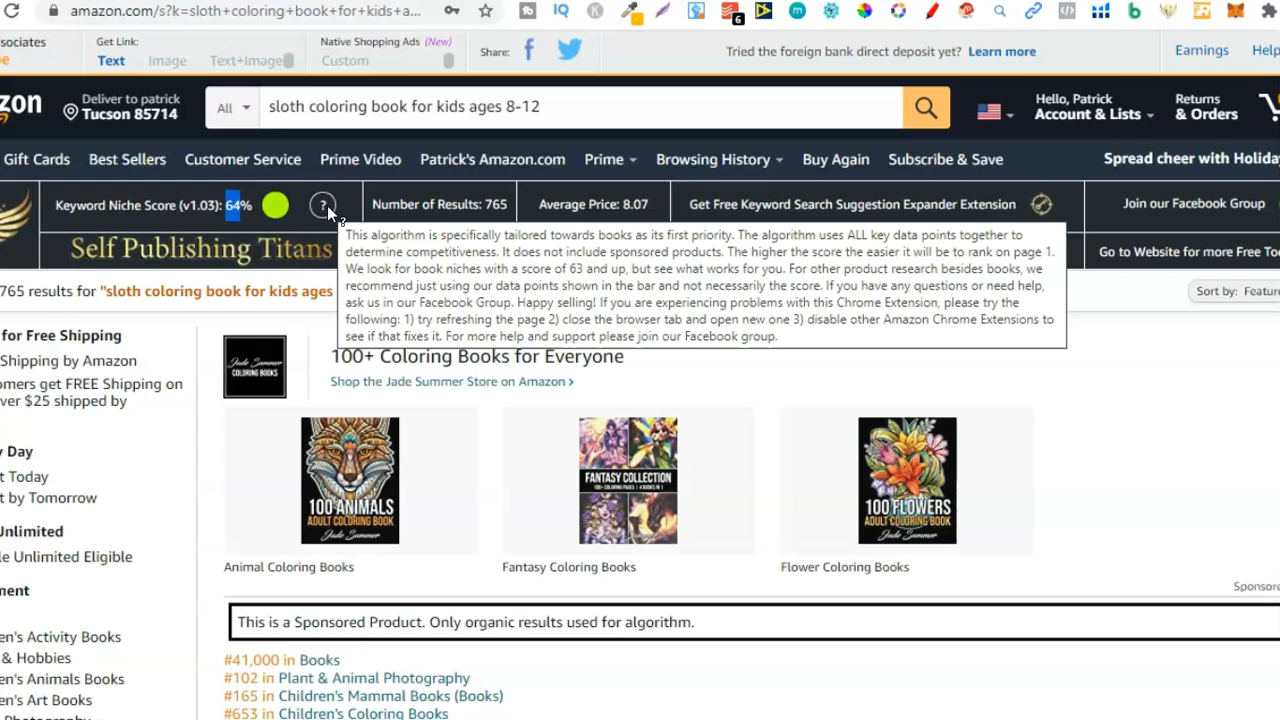 amazon.com/s?k=sloth+coloring+book+for+kids+a...
6
sociates
Get Link:
Native Shopping Ads (New)
Share:
Tried the foreign bank direct deposit yet? Learn more
Earnings
Help
e
Text
Image
Text+Image
Custom
zon
Deliver to patrick
Tucson 85714
All
sloth coloring book for kids ages 8-12
Hello, Patrick
Account & Lists
Returns
& Orders
Gift Cards
Best Sellers
Customer Service
Prime Video
Patrick's Amazon.com
Prime
Browsing History
Buy Again
Subscribe & Save
Spread cheer with Holiday
Keyword Niche Score (v1.03): 64%
?
Number of Results: 765
Average Price: 8.07
Get Free Keyword Search Suggestion Expander Extension
Join our Facebook Group
Self Publishing Titans
Go to Website for more Free Too
This algorithm is specifically tailored towards books as its first priority. The algorithm uses ALL key data points together to
determine competitiveness. It does not include sponsored products. The higher the score the easier it will be to rank on page 1.
We look for book niches with a score of 63 and up, but see what works for you. For other product research besides books, we
recommend just using our data points shown in the bar and not necessarily the score. If you have any questions or need help,
ask us in our Facebook Group. Happy selling! If you are experiencing problems with this Chrome Extension, please try the
following: 1) try refreshing the page 2) close the browser tab and open new one 3) disable other Amazon Chrome Extensions to
see if that fixes it. For more help and support please join our Facebook group.
765 results for "sloth coloring book for kids ages
Sort by: Featur
for Free Shipping
Shipping by Amazon
omers get FREE Shipping on
ver $25 shipped by
y Day
t Today
t by Tomorrow
Unlimited
le Unlimited Eligible
ment
en's Activity Books
& Hobbies
en's Animals Books
en's Art Books
Photography
Jade Summer
COLORING BOOKS
100+ Coloring Books for Everyone
Shop the Jade Summer Store on Amazon ›
100 ANIMALS
ADULT COLORING BOOK
Jade Summer
FANTASY COLLECTION
100+ COLORING PAGES | 4 BOOKS IN 1
100 FLOWERS
ADULT COLORING BOOK
Jade Summer
Animal Coloring Books
Fantasy Coloring Books
Flower Coloring Books
Sponsore
This is a Sponsored Product. Only organic results used for algorithm.
#41,000 in Books
#102 in Plant & Animal Photography
#165 in Children's Mammal Books (Books)
#653 in Children's Coloring Books